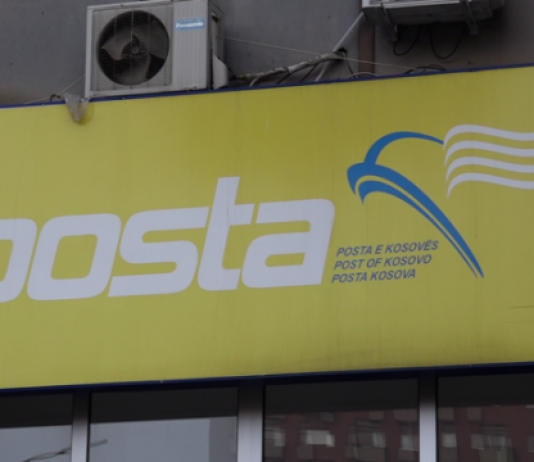 posta
POSTA E KOSOVËS
POST OF KOSOVO
POSTA KOSOVA